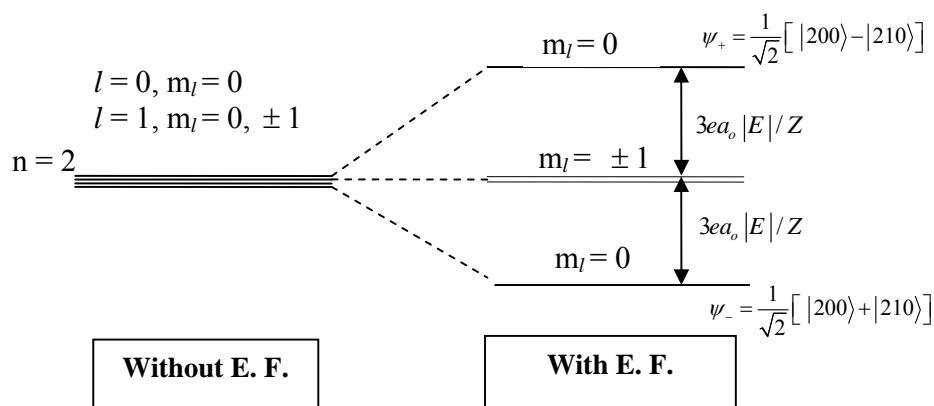 m_l = 0
ψ₊ = 1/√2 [ |200⟩ − |210⟩ ]
l = 0, m_l = 0
l = 1, m_l = 0, ± 1
3ea_o |E| / Z
n = 2
m_l = ± 1
3ea_o |E| / Z
m_l = 0
ψ₋ = 1/√2 [ |200⟩ + |210⟩ ]
Without E. F.
With E. F.